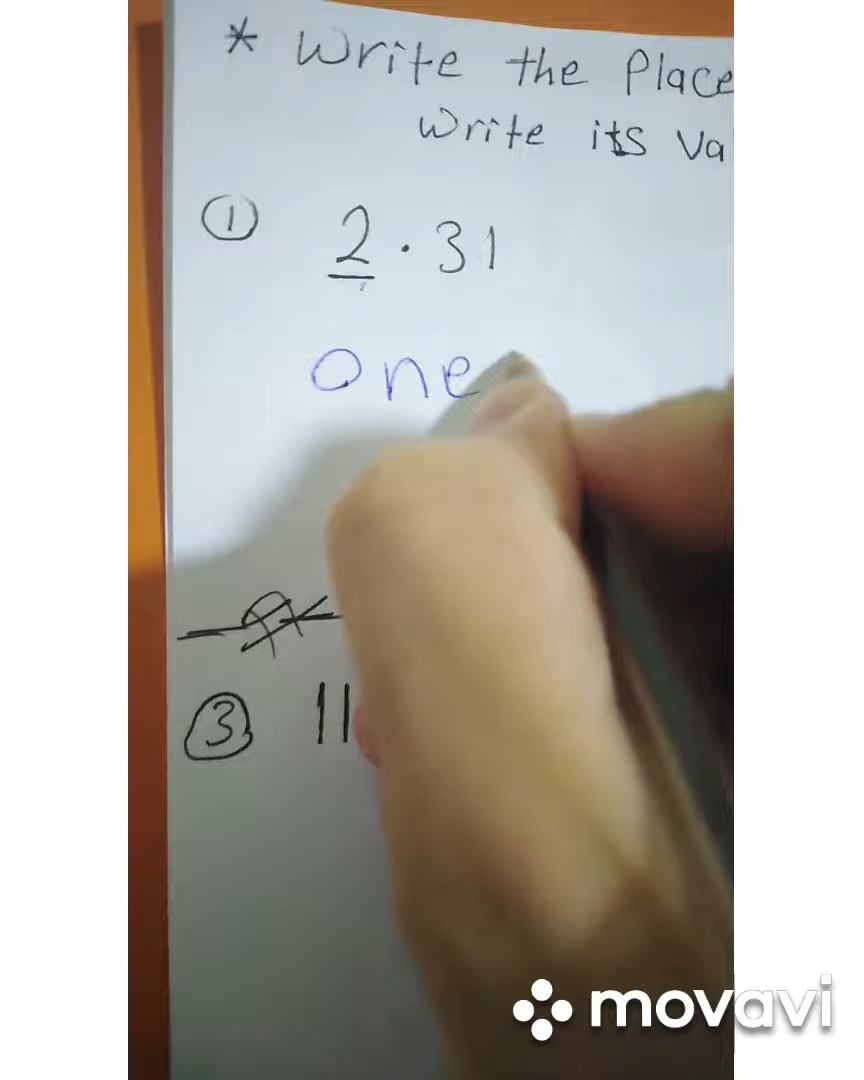 * Write the Place
Write its Va
① 2.31
one
③ 11
movavi